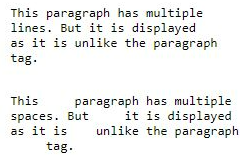 This paragraph has multiple
lines. But it is displayed
as it is unlike the paragraph
tag.

This     paragraph has multiple
spaces. But     it is displayed
as it is    unlike the paragraph
     tag.